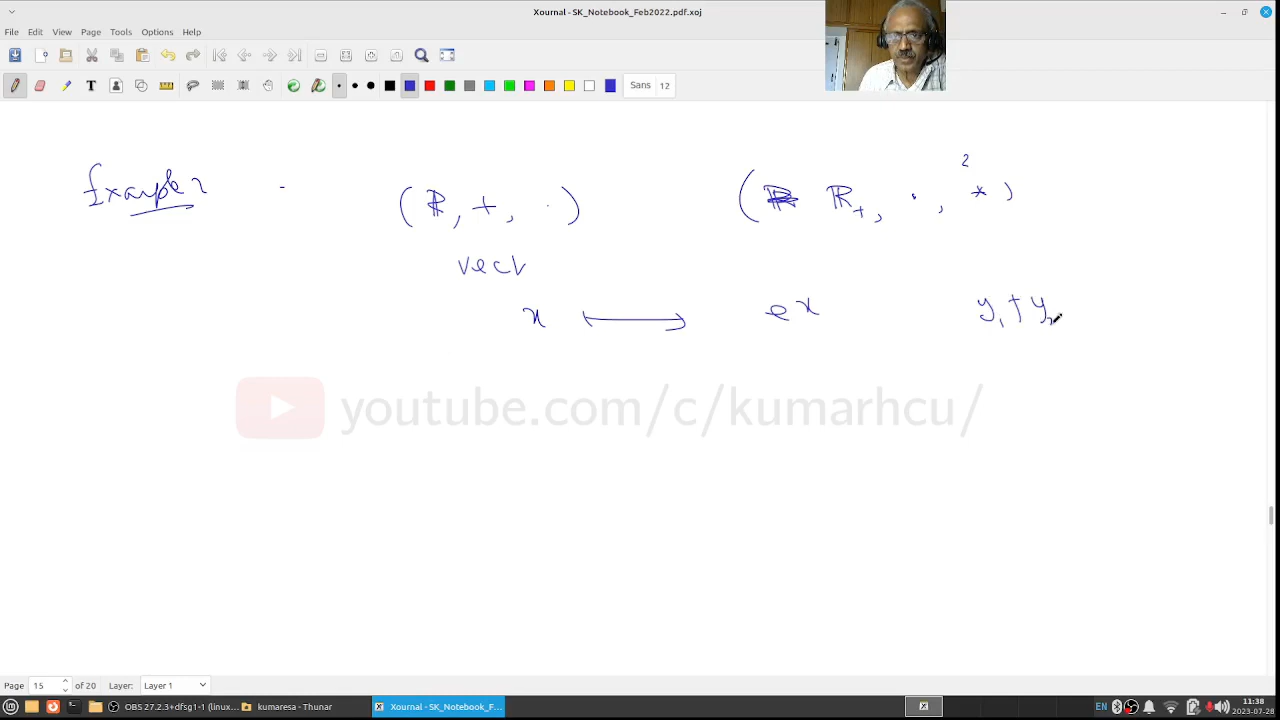 Xournal - SK_Notebook_Feb2022.pdf.xoj
File Edit View Page Tools Options Help
T Sans 12
Examples (ℝ, +, ·) (ℝ₊, ·, *)
2
vect
x ⟼ e^x y₁ + y₂
youtube.com/c/kumarhcu/
Page 15 of 20 Layer: Layer 1
OBS 27.2.3+dfsg1-1 (linux... kumaresa - Thunar Xournal - SK_Notebook_F... EN 11:38
2023-07-28